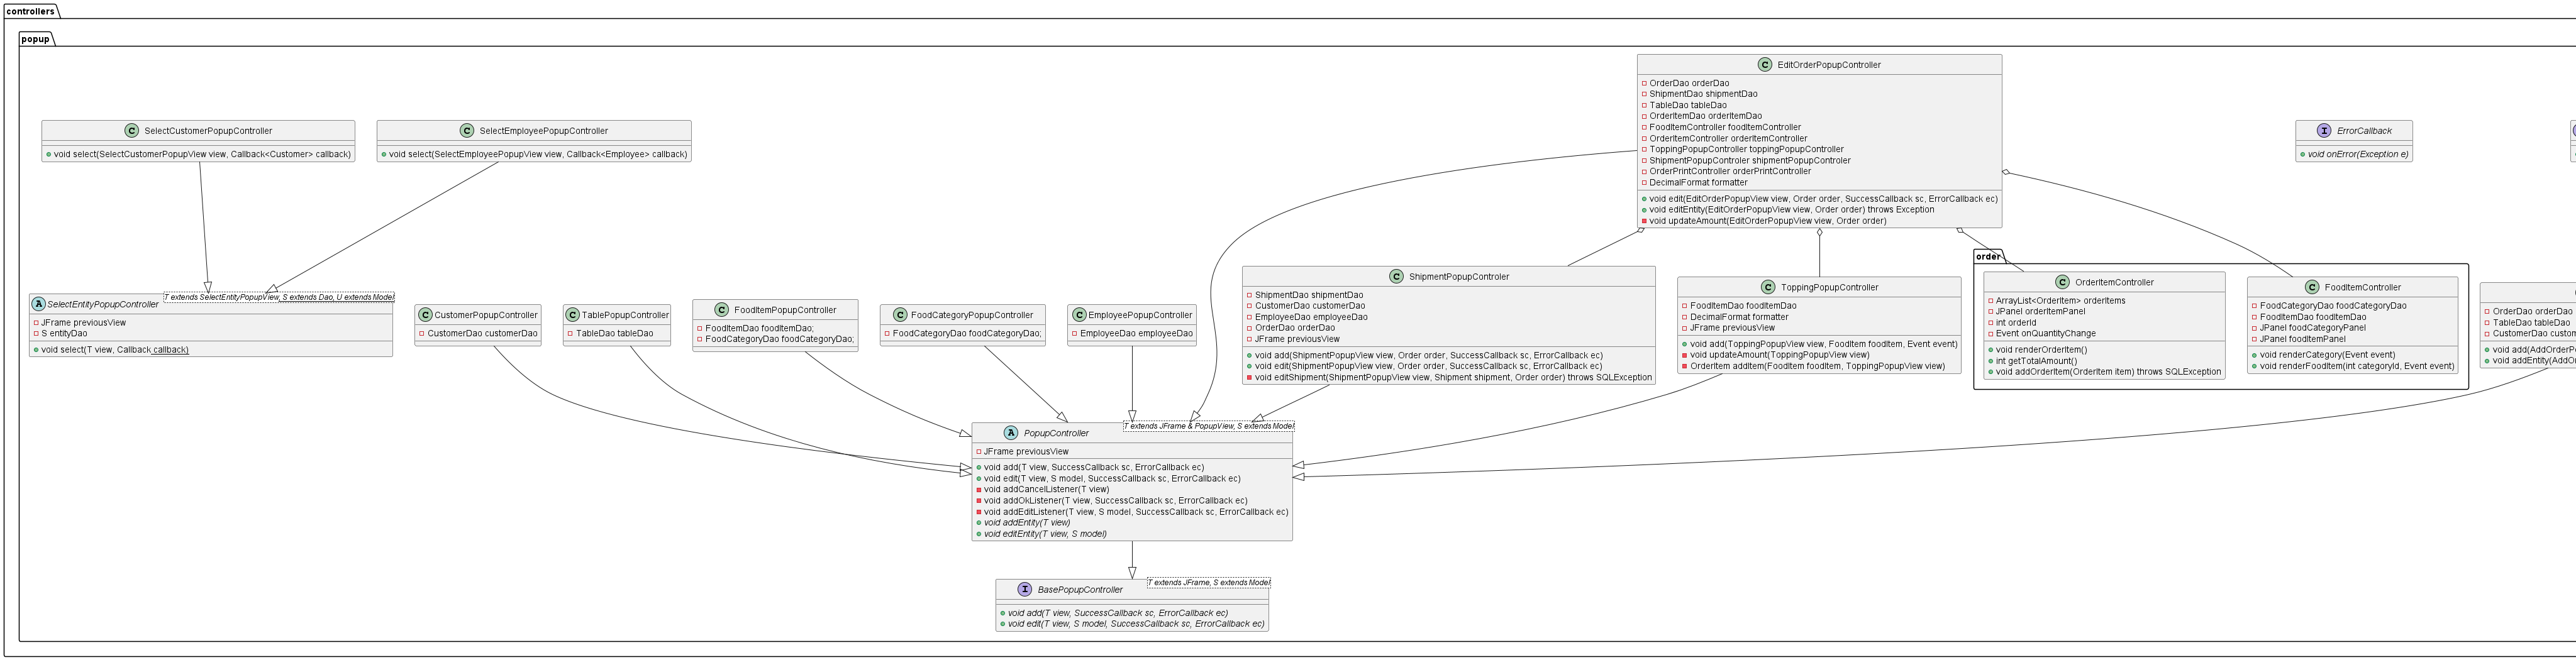 controllers
popup
EditOrderPopupController
OrderDao orderDao
ShipmentDao shipmentDao
TableDao tableDao
OrderItemDao orderItemDao
FoodItemController foodItemController
OrderItemController orderItemController
ToppingPopupController toppingPopupController
ShipmentPopupControler shipmentPopupControler
OrderPrintController orderPrintController
DecimalFormat formatter
void edit(EditOrderPopupView view, Order order, SuccessCallback sc, ErrorCallback ec)
void editEntity(EditOrderPopupView view, Order order) throws Exception
void updateAmount(EditOrderPopupView view, Order order)
SelectCustomerPopupController
void select(SelectCustomerPopupView view, Callback<Customer> callback)
SelectEmployeePopupController
void select(SelectEmployeePopupView view, Callback<Employee> callback)
ErrorCallback
void onError(Exception e)
SelectEntityPopupController
T extends SelectEntityPopupView, S extends Dao, U extends Model
JFrame previousView
S entityDao
void select(T view, Callback callback)
CustomerPopupController
CustomerDao customerDao
TablePopupController
TableDao tableDao
FoodItemPopupController
FoodItemDao foodItemDao;
FoodCategoryDao foodCategoryDao;
FoodCategoryPopupController
FoodCategoryDao foodCategoryDao;
EmployeePopupController
EmployeeDao employeeDao
ShipmentPopupControler
ShipmentDao shipmentDao
CustomerDao customerDao
EmployeeDao employeeDao
OrderDao orderDao
JFrame previousView
void add(ShipmentPopupView view, Order order, SuccessCallback sc, ErrorCallback ec)
void edit(ShipmentPopupView view, Order order, SuccessCallback sc, ErrorCallback ec)
void editShipment(ShipmentPopupView view, Shipment shipment, Order order) throws SQLException
ToppingPopupController
FoodItemDao foodItemDao
DecimalFormat formatter
JFrame previousView
void add(ToppingPopupView view, FoodItem foodItem, Event event)
void updateAmount(ToppingPopupView view)
OrderItem addItem(FoodItem foodItem, ToppingPopupView view)
order
OrderItemController
ArrayList<OrderItem> orderItems
JPanel orderItemPanel
int orderId
Event onQuantityChange
void renderOrderItem()
int getTotalAmount()
void addOrderItem(OrderItem item) throws SQLException
FoodItemController
FoodCategoryDao foodCategoryDao
FoodItemDao foodItemDao
JPanel foodCategoryPanel
JPanel foodItemPanel
void renderCategory(Event event)
void renderFoodItem(int categoryId, Event event)
OrderDao orderDao
TableDao tableDao
CustomerDao custom
void add(AddOrderP
void addEntity(AddO
PopupController
T extends JFrame & PopupView, S extends Model
JFrame previousView
void add(T view, SuccessCallback sc, ErrorCallback ec)
void edit(T view, S model, SuccessCallback sc, ErrorCallback ec)
void addCancelListener(T view)
void addOkListener(T view, SuccessCallback sc, ErrorCallback ec)
void addEditListener(T view, S model, SuccessCallback sc, ErrorCallback ec)
void addEntity(T view)
void editEntity(T view, S model)
BasePopupController
T extends JFrame, S extends Model
void add(T view, SuccessCallback sc, ErrorCallback ec)
void edit(T view, S model, SuccessCallback sc, ErrorCallback ec)